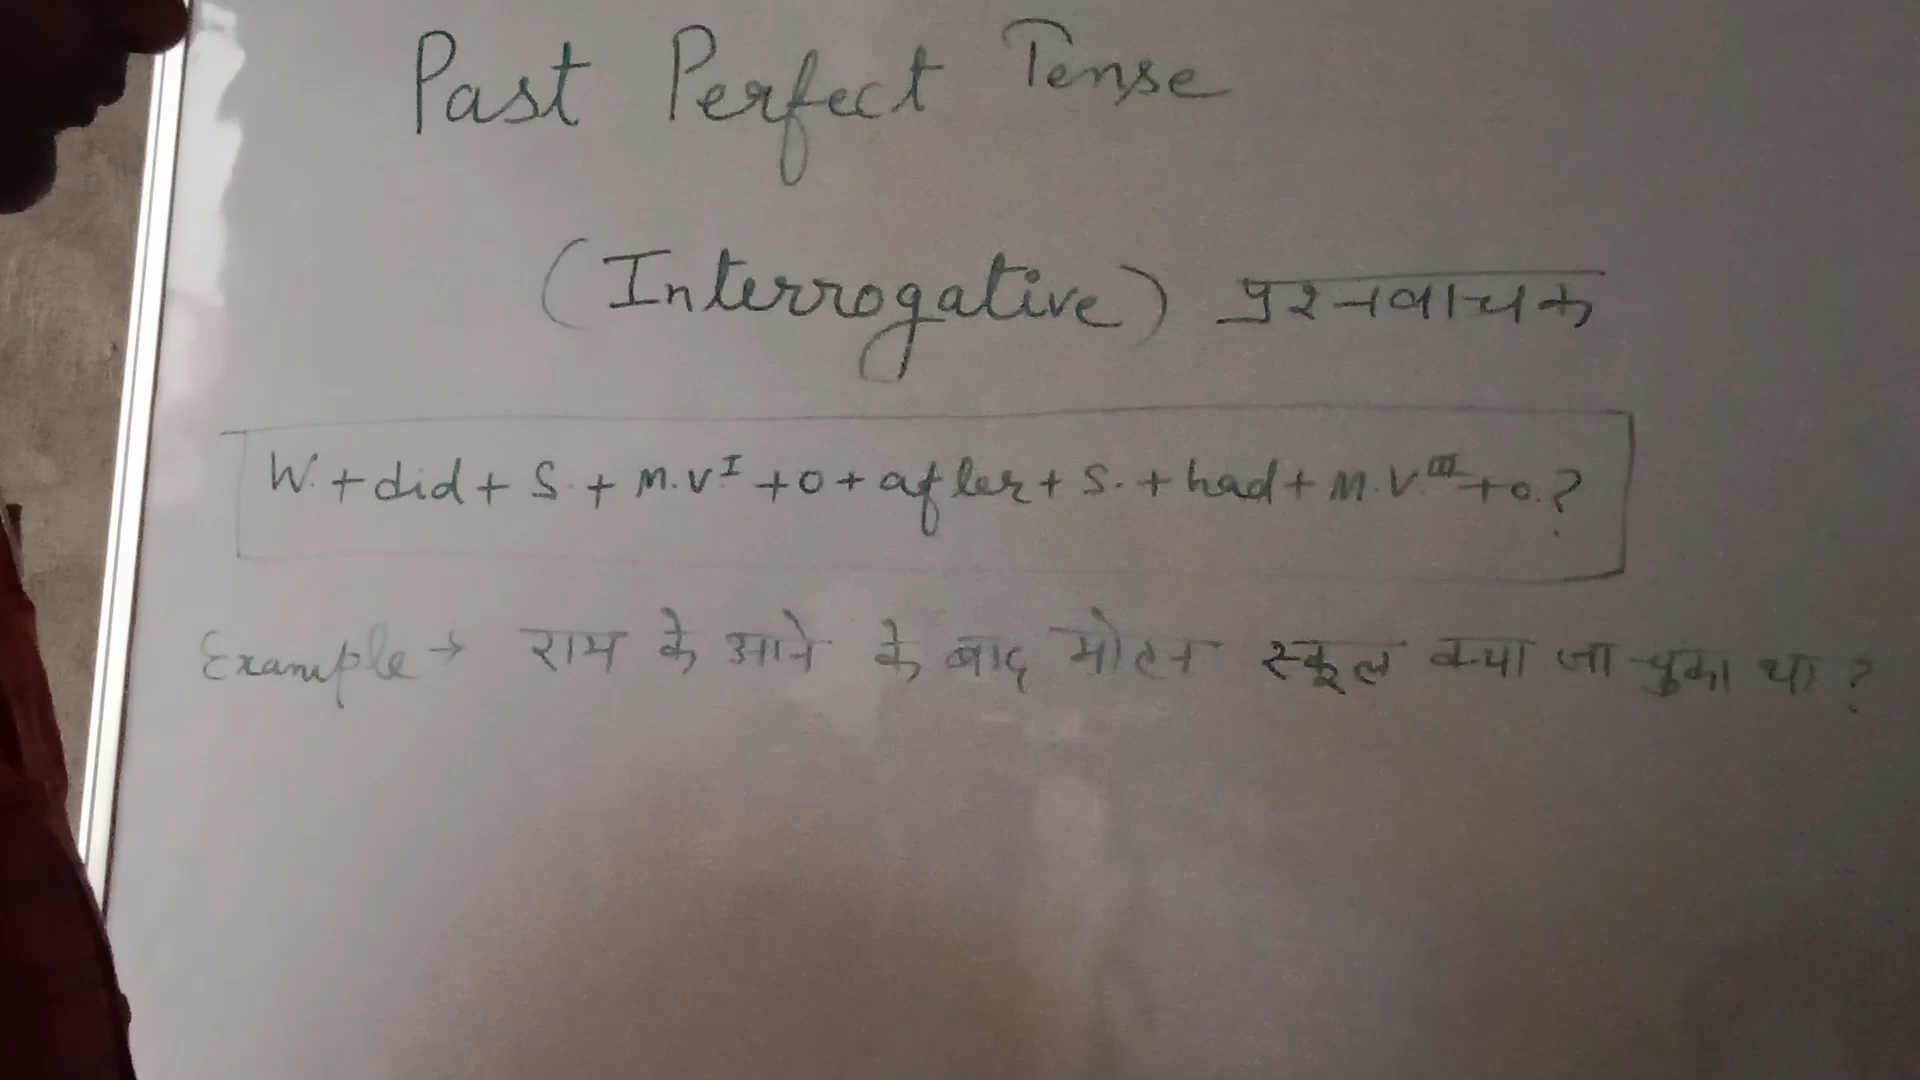 Past Perfect Tense
(Interrogative) प्रश्नवाचक
W. + did + S. + M.V.I + O + after + S. + had + M.V.III + O.?
Example → राम के आने के बाद मोहन स्कूल क्या जा चुका था ?